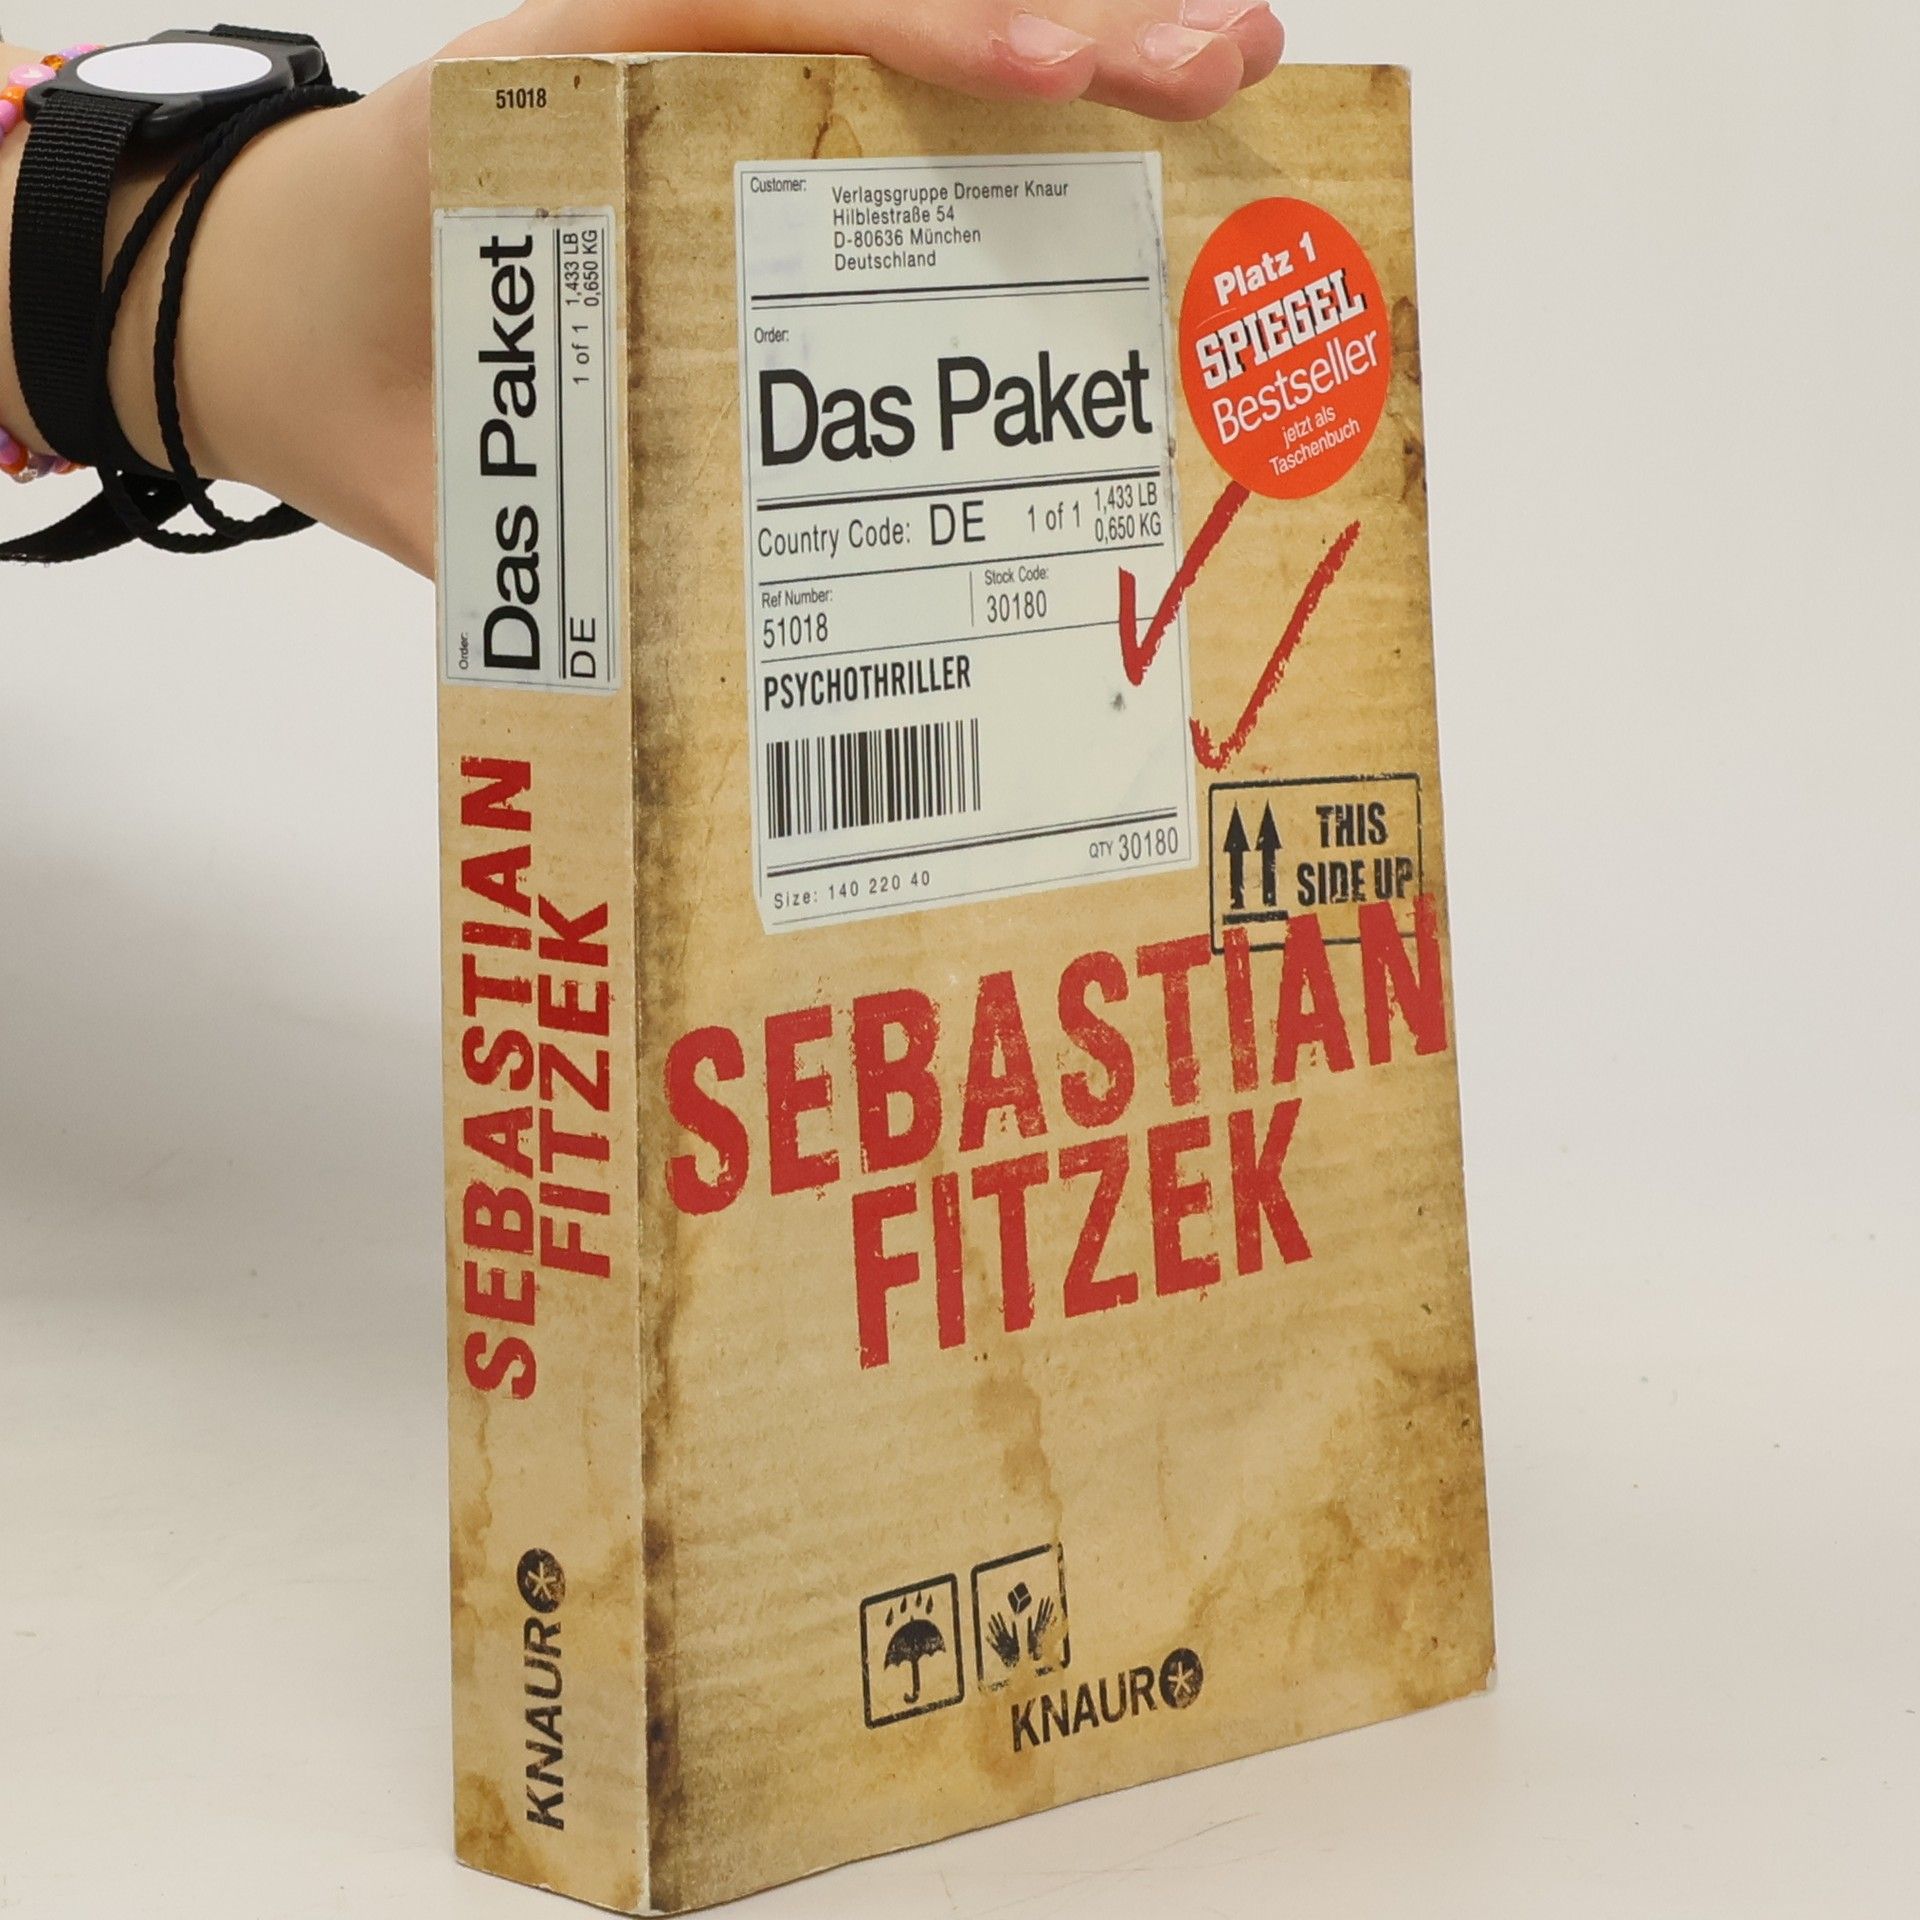 51018
Order:
Das Paket
DE
1 of 1
1,433 LB
0,650 KG
SEBASTIAN
FITZEK
KNAUR
Customer:
Verlagsgruppe Droemer Knaur
Hilblestraße 54
D-80636 München
Deutschland
Order:
Das Paket
Country Code: DE
1 of 1
1,433 LB
0,650 KG
Ref Number:
51018
Stock Code:
30180
PSYCHOTHRILLER
QTY 30180
Size: 140 220 40
Platz 1
SPIEGEL
Bestseller
jetzt als
Taschenbuch
THIS
SIDE UP
SEBASTIAN
FITZEK
KNAUR